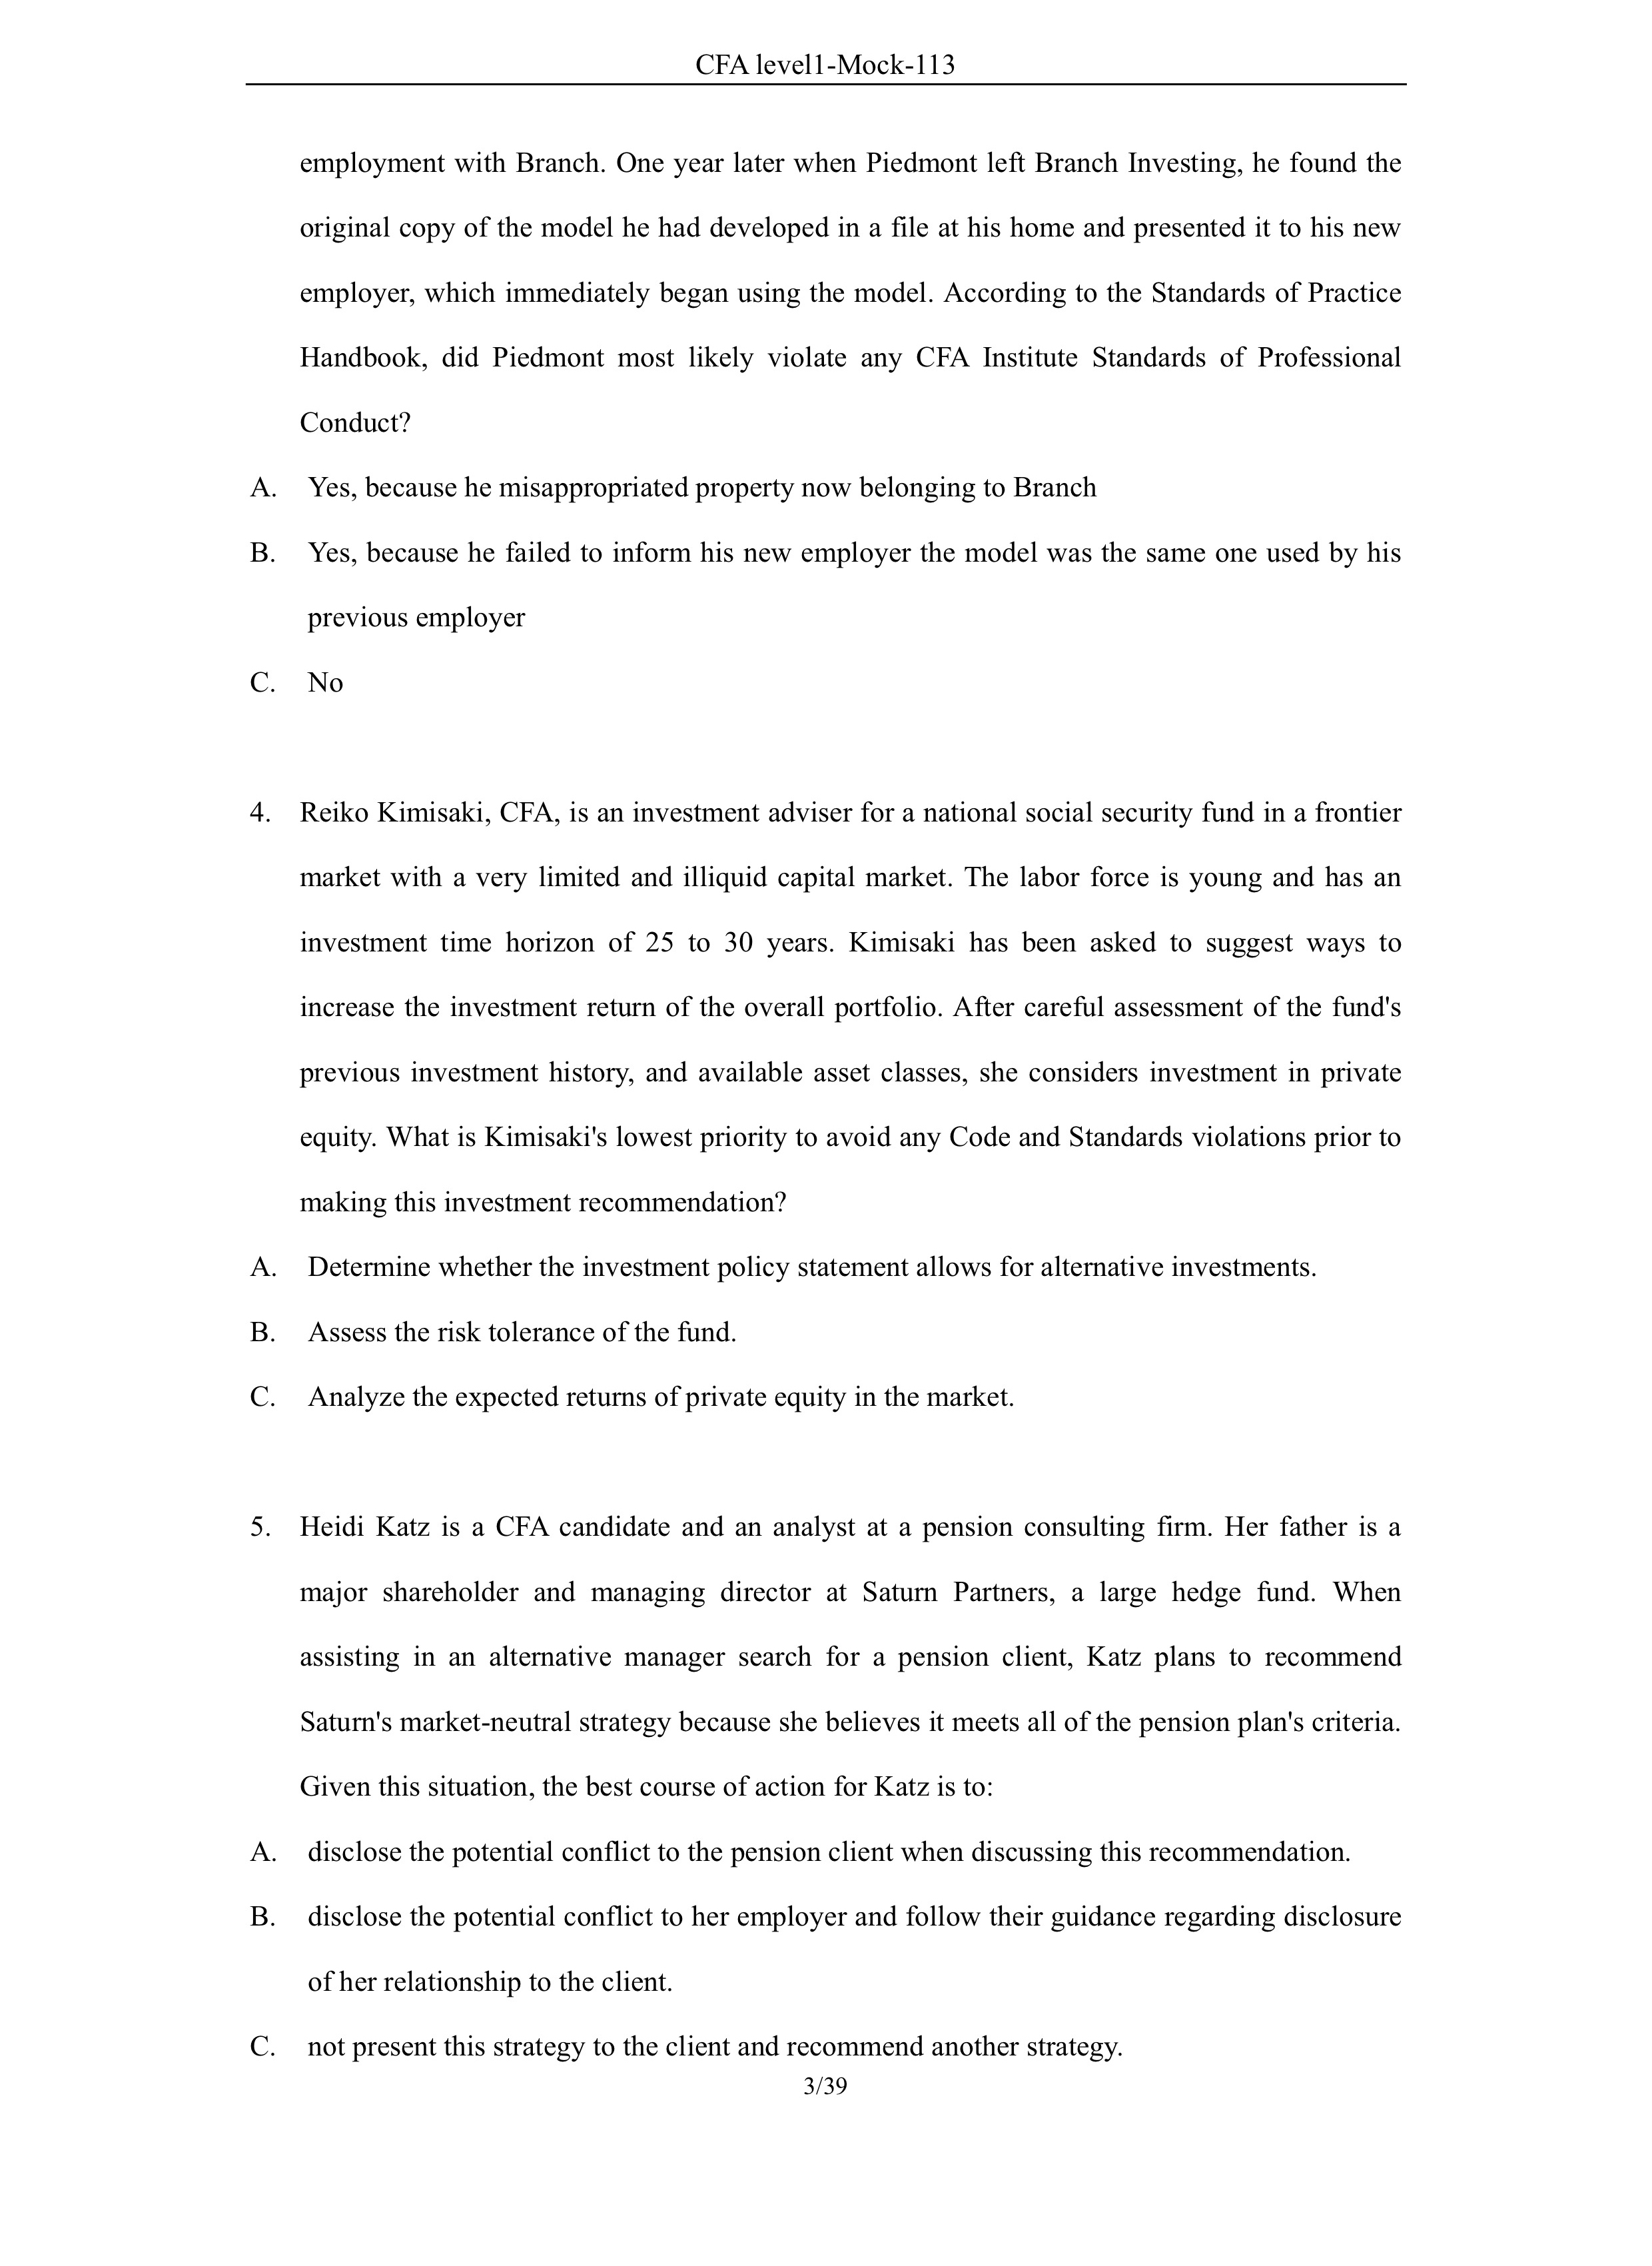 CFA level1-Mock-113
employment with Branch. One year later when Piedmont left Branch Investing, he found the
original copy of the model he had developed in a file at his home and presented it to his new
employer, which immediately began using the model. According to the Standards of Practice
Handbook, did Piedmont most likely violate any CFA Institute Standards of Professional
Conduct?
A. Yes, because he misappropriated property now belonging to Branch
B. Yes, because he failed to inform his new employer the model was the same one used by his
previous employer
C. No
4. Reiko Kimisaki, CFA, is an investment adviser for a national social security fund in a frontier
market with a very limited and illiquid capital market. The labor force is young and has an
investment time horizon of 25 to 30 years. Kimisaki has been asked to suggest ways to
increase the investment return of the overall portfolio. After careful assessment of the fund's
previous investment history, and available asset classes, she considers investment in private
equity. What is Kimisaki's lowest priority to avoid any Code and Standards violations prior to
making this investment recommendation?
A. Determine whether the investment policy statement allows for alternative investments.
B. Assess the risk tolerance of the fund.
C. Analyze the expected returns of private equity in the market.
5. Heidi Katz is a CFA candidate and an analyst at a pension consulting firm. Her father is a
major shareholder and managing director at Saturn Partners, a large hedge fund. When
assisting in an alternative manager search for a pension client, Katz plans to recommend
Saturn's market-neutral strategy because she believes it meets all of the pension plan's criteria.
Given this situation, the best course of action for Katz is to:
A. disclose the potential conflict to the pension client when discussing this recommendation.
B. disclose the potential conflict to her employer and follow their guidance regarding disclosure
of her relationship to the client.
C. not present this strategy to the client and recommend another strategy.
3/39